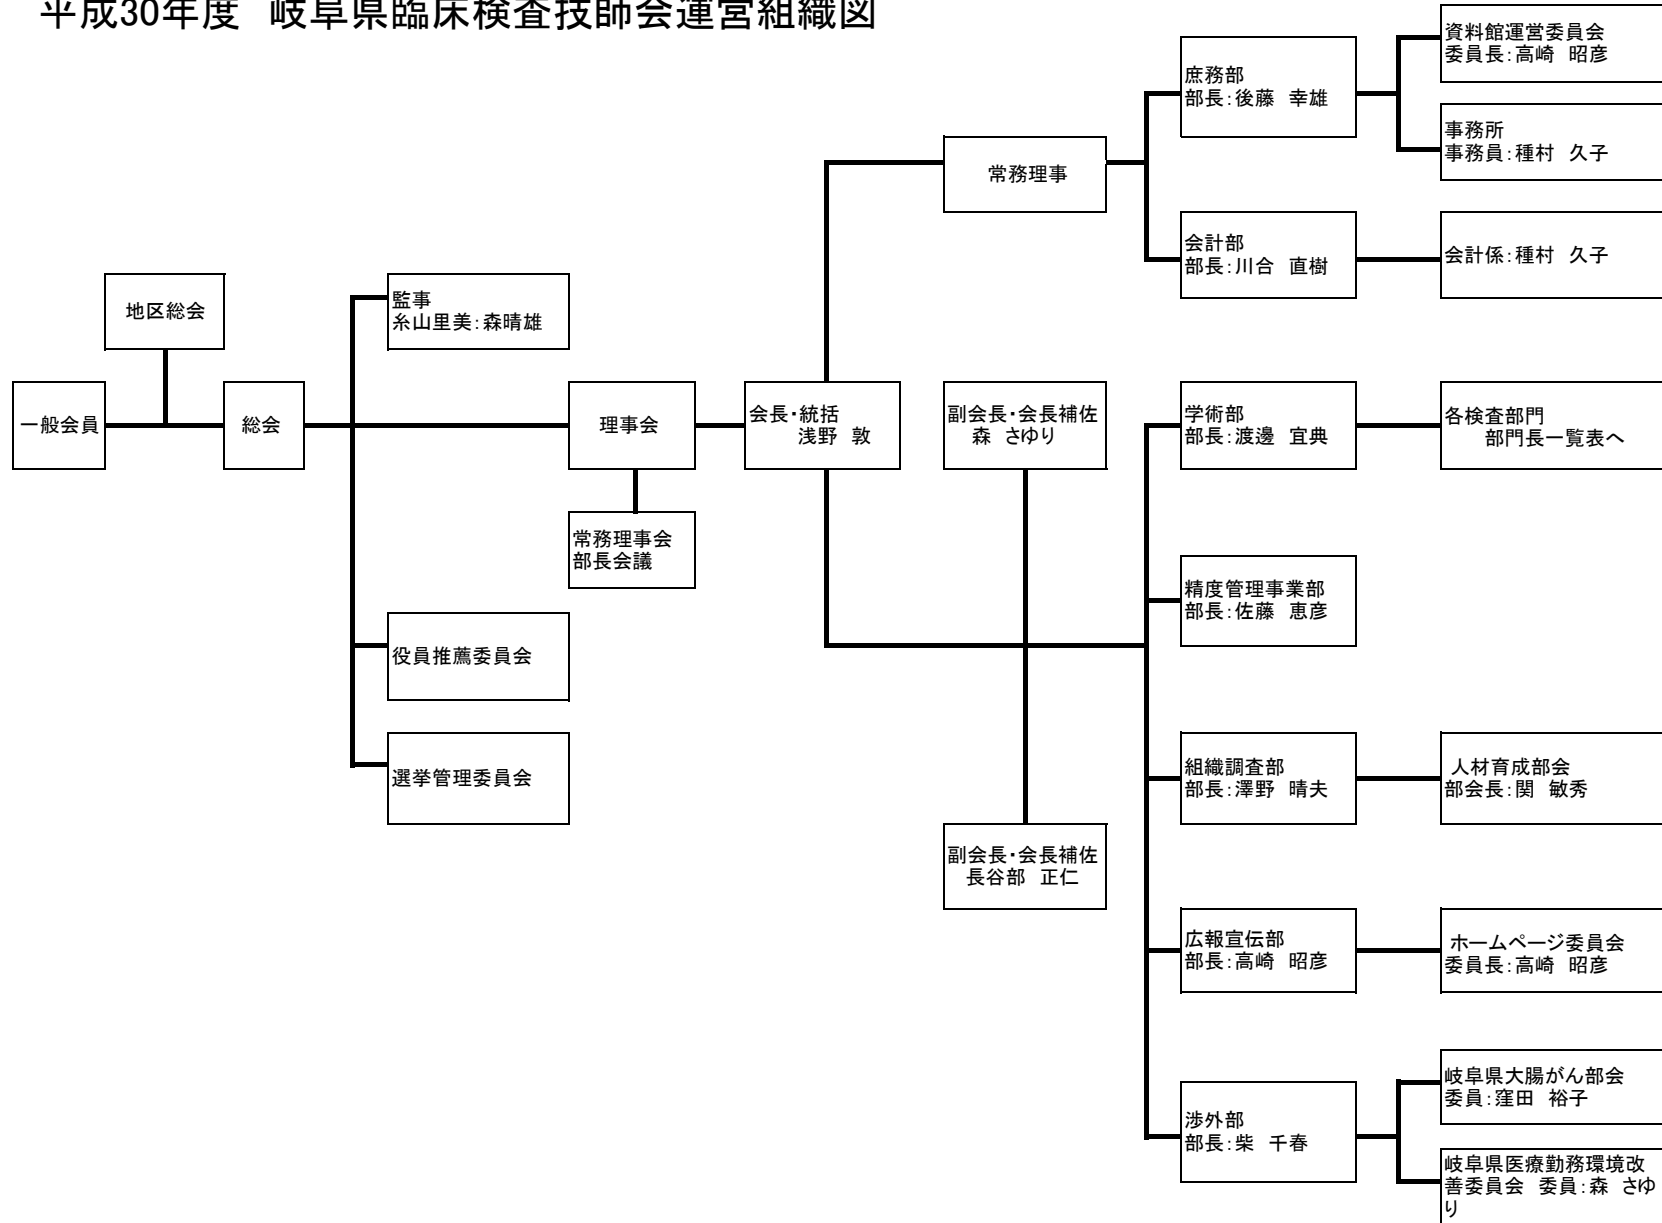 平成30年度　岐阜県臨床検査技師会運営組織図
資料館運営委員会
委員長：高崎　昭彦
庶務部
部長：後藤　幸雄
事務所
事務員：種村　久子
常務理事
会計部
部長：川合　直樹
会計係：種村　久子
地区総会
監事
糸山里美：森晴雄
一般会員
総会
理事会
会長・統括
浅野　敦
副会長・会長補佐
森　さゆり
学術部
部長：渡邊　宜典
各検査部門
部門長一覧表へ
常務理事会
部長会議
精度管理事業部
部長：佐藤　恵彦
役員推薦委員会
選挙管理委員会
組織調査部
部長：澤野　晴夫
人材育成部会
部会長：関　敏秀
副会長・会長補佐
長谷部　正仁
広報宣伝部
部長：高崎　昭彦
ホームページ委員会
委員長：高崎　昭彦
渉外部
部長：柴　千春
岐阜県大腸がん部会
委員：窪田　裕子
岐阜県医療勤務環境改
善委員会　委員：森　さゆ
り